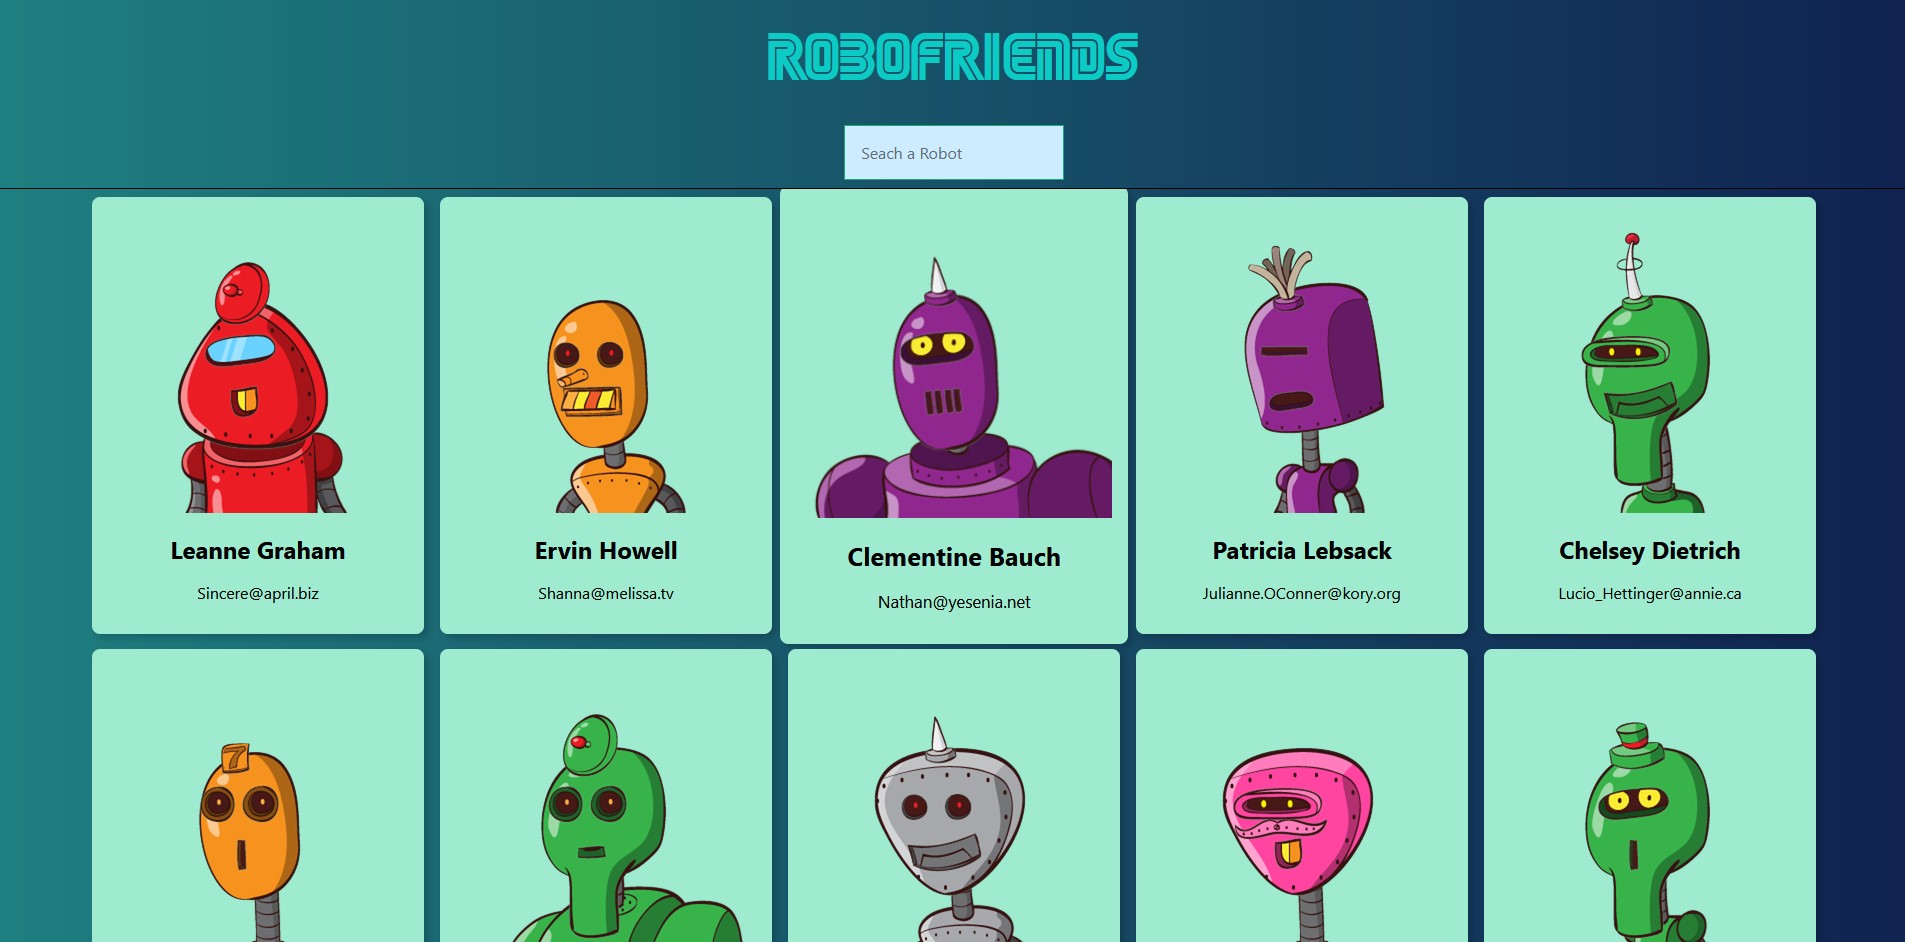 ROBOFRIENDS
Seach a Robot
Leanne Graham
Sincere@april.biz
Ervin Howell
Shanna@melissa.tv
Clementine Bauch
Nathan@yesenia.net
Patricia Lebsack
Julianne.OConner@kory.org
Chelsey Dietrich
Lucio_Hettinger@annie.ca
7